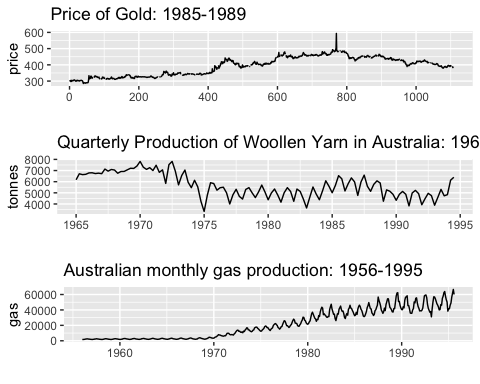 Price of Gold: 1985-1989
price
600
500
400
300
0 200 400 600 800 1000
Quarterly Production of Woollen Yarn in Australia: 196
tonnes
8000
7000
6000
5000
4000
1965 1970 1975 1980 1985 1990 1995
Australian monthly gas production: 1956-1995
gas
60000
40000
20000
0
1960 1970 1980 1990